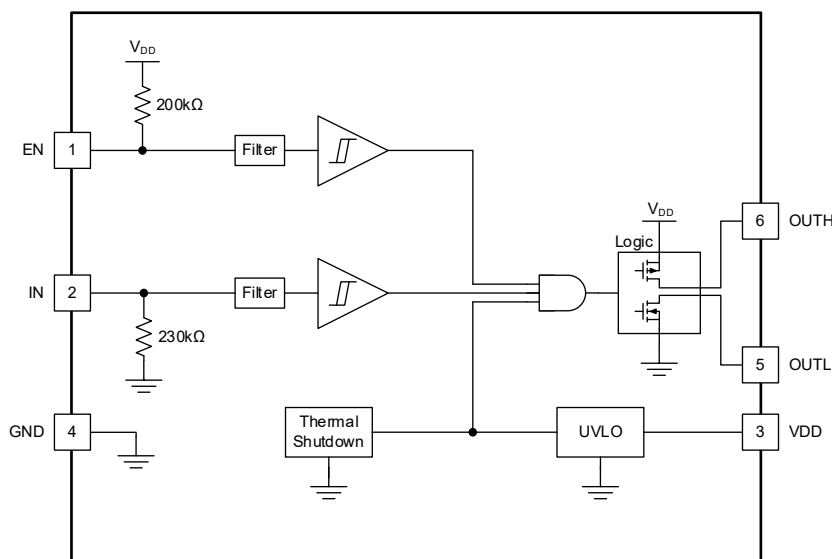 VDD
200kΩ
EN 1 Filter
VDD
6 OUTH
Logic
IN 2 Filter
230kΩ
5 OUTL
GND 4 Thermal Shutdown UVLO 3 VDD